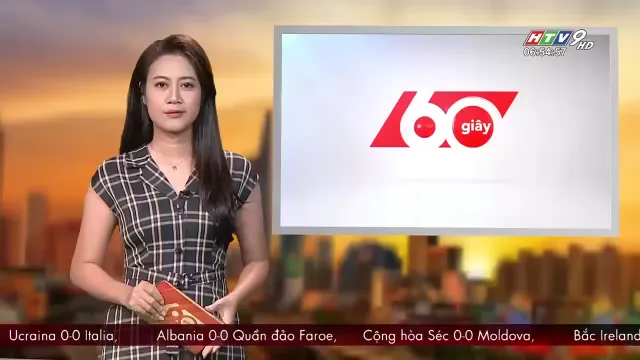 HTV9 HD
06:54:57
60 giây
60
Ucraina 0-0 Italia, Albania 0-0 Quần đảo Faroe, Cộng hòa Séc 0-0 Moldova, Bắc Ireland